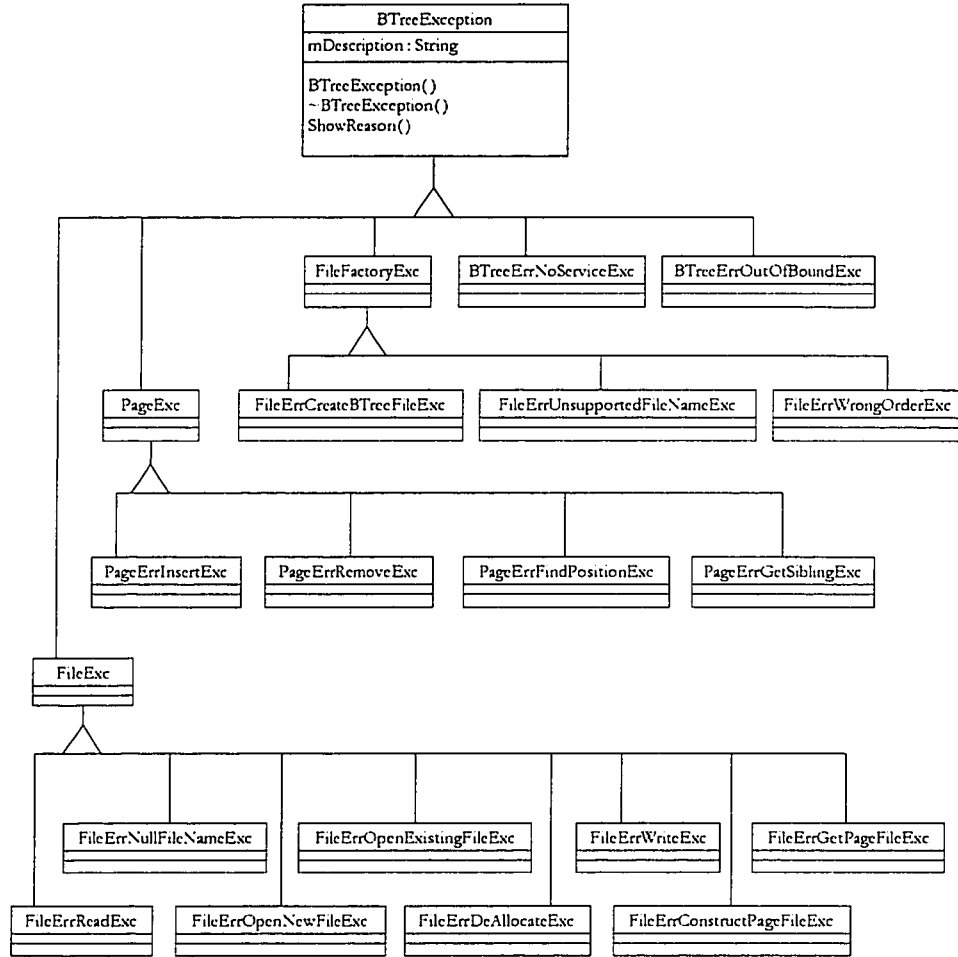 BTreeException
mDescription : String
BTreeException()
~BTreeException()
ShowReason()
FileFactoryExc
BTreeErrNoServiceExc
BTreeErrOutOfBoundExc
PageExc
FileErrCreateBTreeFileExc
FileErrUnsupportedFileNameExc
FileErrWrongOrderExc
PageErrInsertExc
PageErrRemoveExc
PageErrFindPositionExc
PageErrGetSiblingExc
FileExc
FileErrNullFileNameExc
FileErrOpenExistingFileExc
FileErrWriteExc
FileErrGetPageFileExc
FileErrReadExc
FileErrOpenNewFileExc
FileErrDeAllocateExc
FileErrConstructPageFileExc